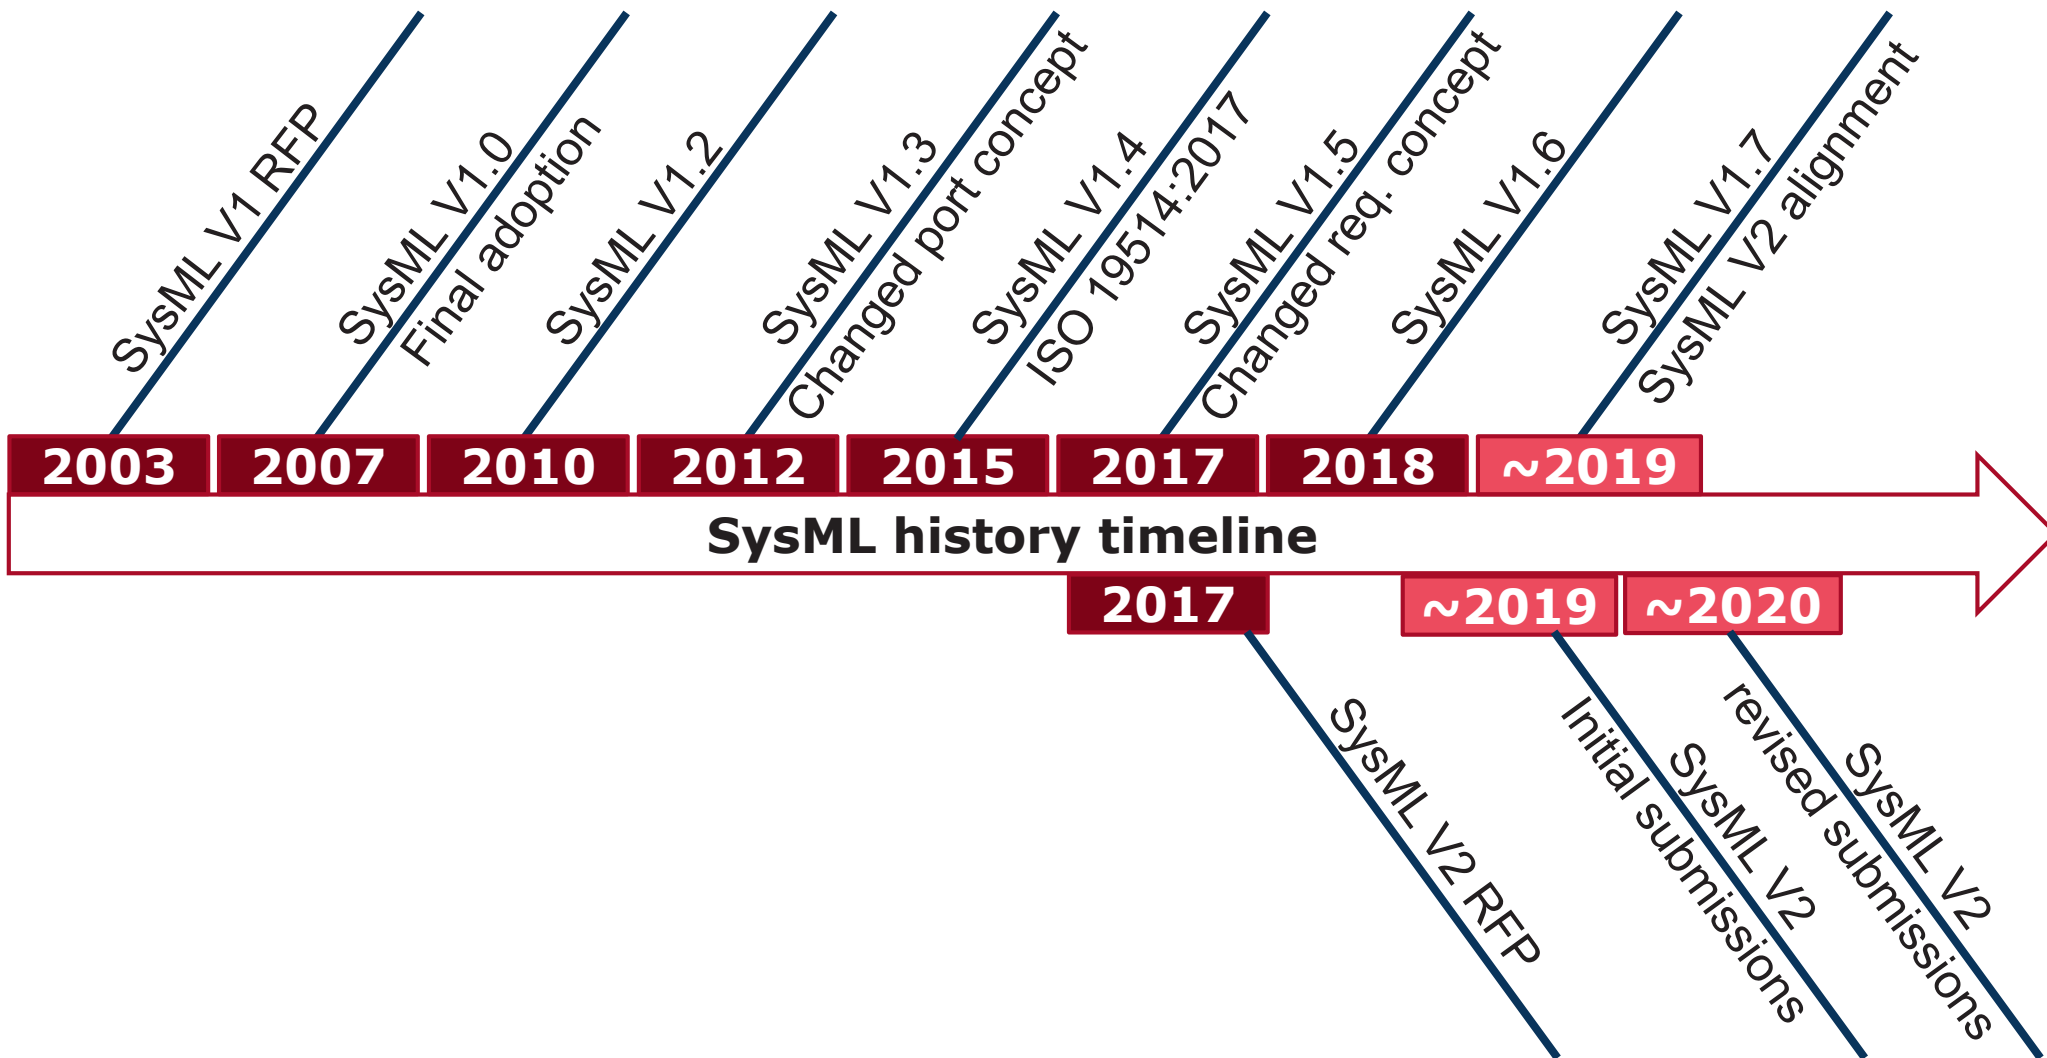 SysML V1 RFP
SysML V1.0
Final adoption
SysML V1.2
SysML V1.3
Changed port concept
SysML V1.4
ISO 19514:2017
SysML V1.5
Changed req. concept
SysML V1.6
SysML V1.7
SysML V2 alignment
2003
2007
2010
2012
2015
2017
2018
~2019
SysML history timeline
2017
~2019
~2020
SysML V2 RFP
SysML V2
Initial submissions
SysML V2
revised submissions